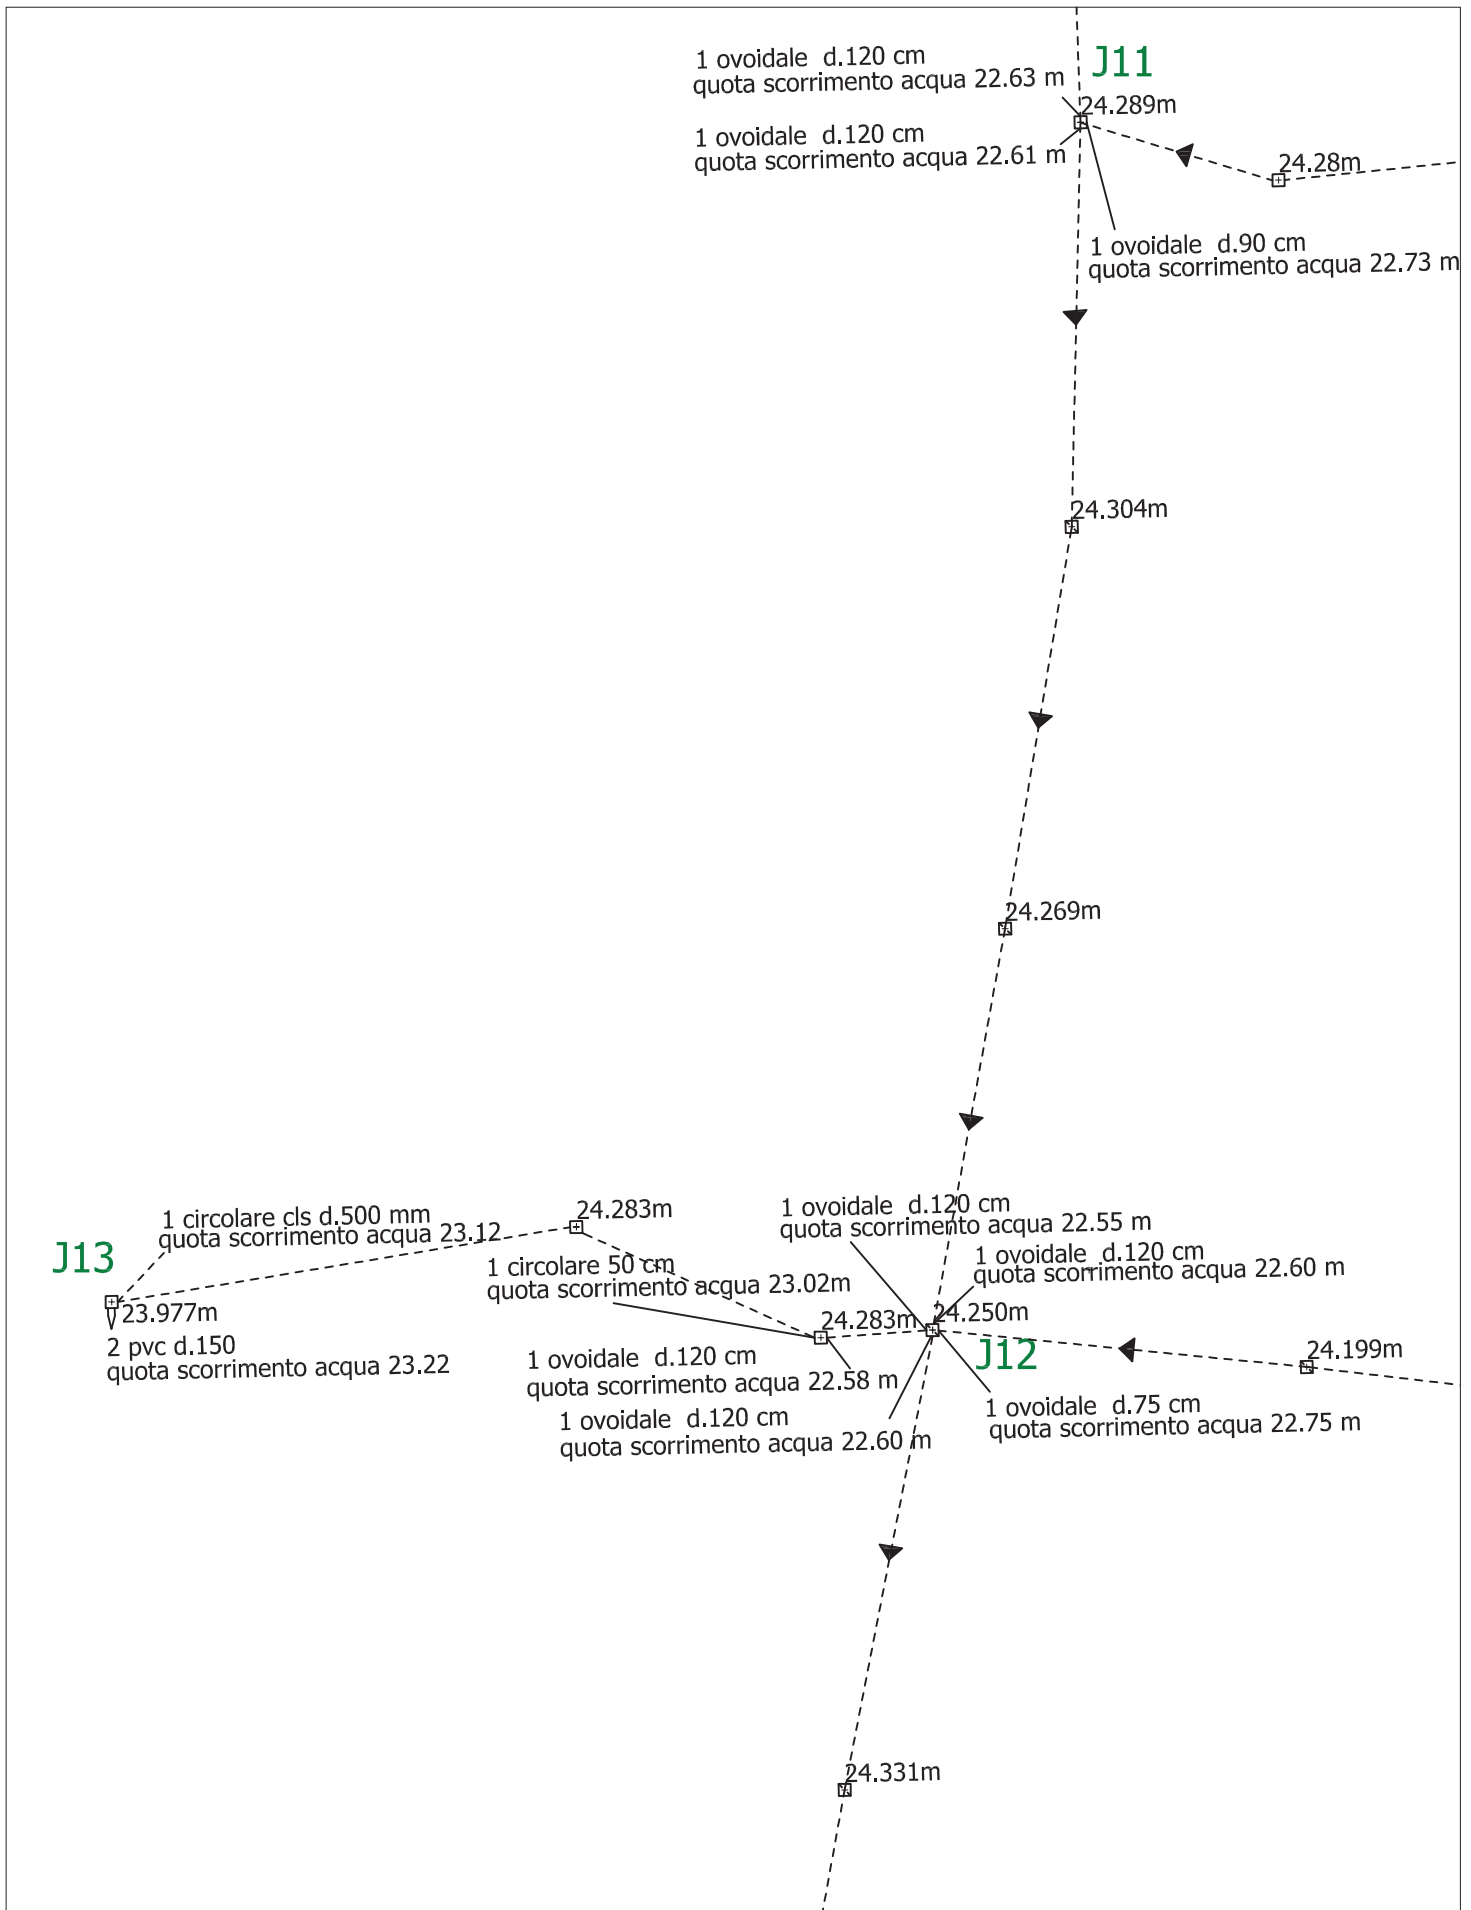 1 ovoidale d.120 cm
quota scorrimento acqua 22.63 m
J11
24.289m
1 ovoidale d.120 cm
quota scorrimento acqua 22.61 m
24.28m
1 ovoidale d.90 cm
quota scorrimento acqua 22.73 m
24.304m
24.269m
1 circolare cls d.500 mm
quota scorrimento acqua 23.12
24.283m
1 ovoidale d.120 cm
quota scorrimento acqua 22.55 m
J13
1 circolare 50 cm
quota scorrimento acqua 23.02m
1 ovoidale d.120 cm
quota scorrimento acqua 22.60 m
23.977m
24.283m
24.250m
2 pvc d.150
quota scorrimento acqua 23.22
1 ovoidale d.120 cm
quota scorrimento acqua 22.58 m
J12
24.199m
1 ovoidale d.120 cm
quota scorrimento acqua 22.60 m
1 ovoidale d.75 cm
quota scorrimento acqua 22.75 m
24.331m